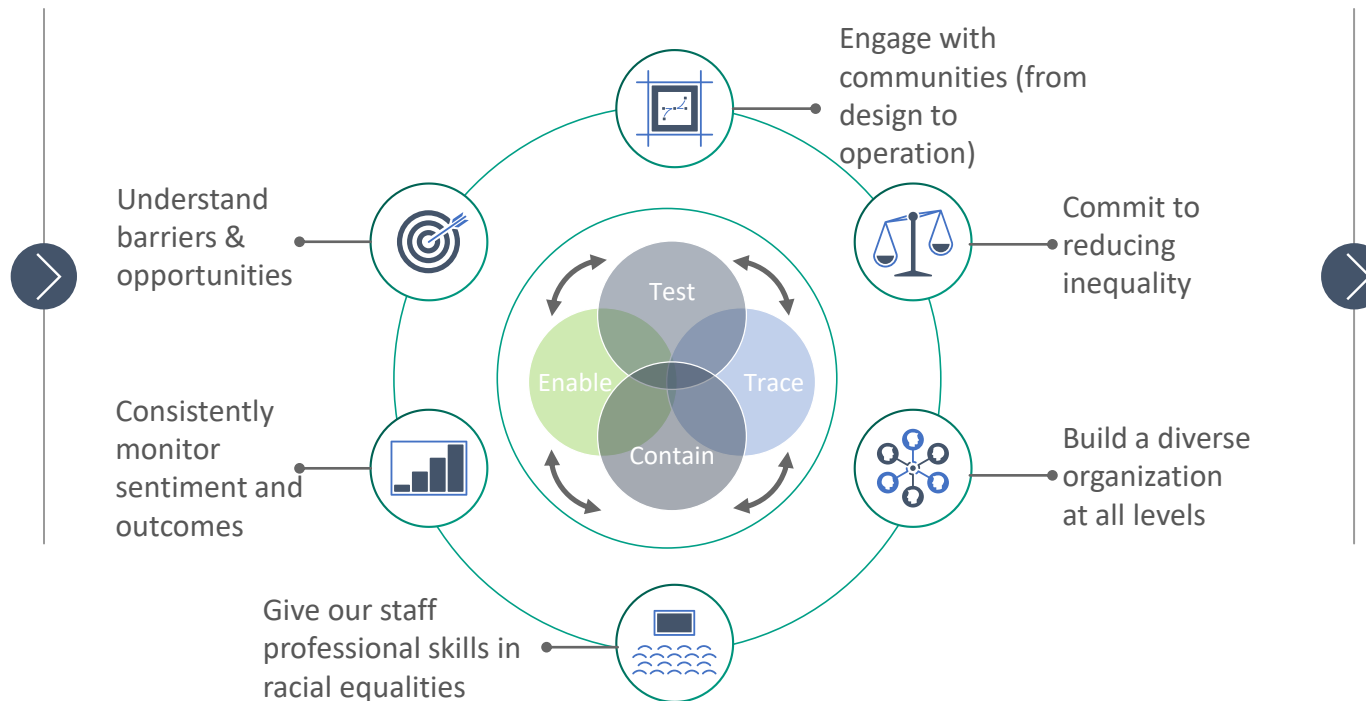 Engage with
communities (from
design to
operation)
Understand
barriers &
opportunities
Commit to
reducing
inequality
Test
Enable
Trace
Contain
Consistently
monitor
sentiment and
outcomes
Build a diverse
organization
at all levels
Give our staff
professional skills in
racial equalities